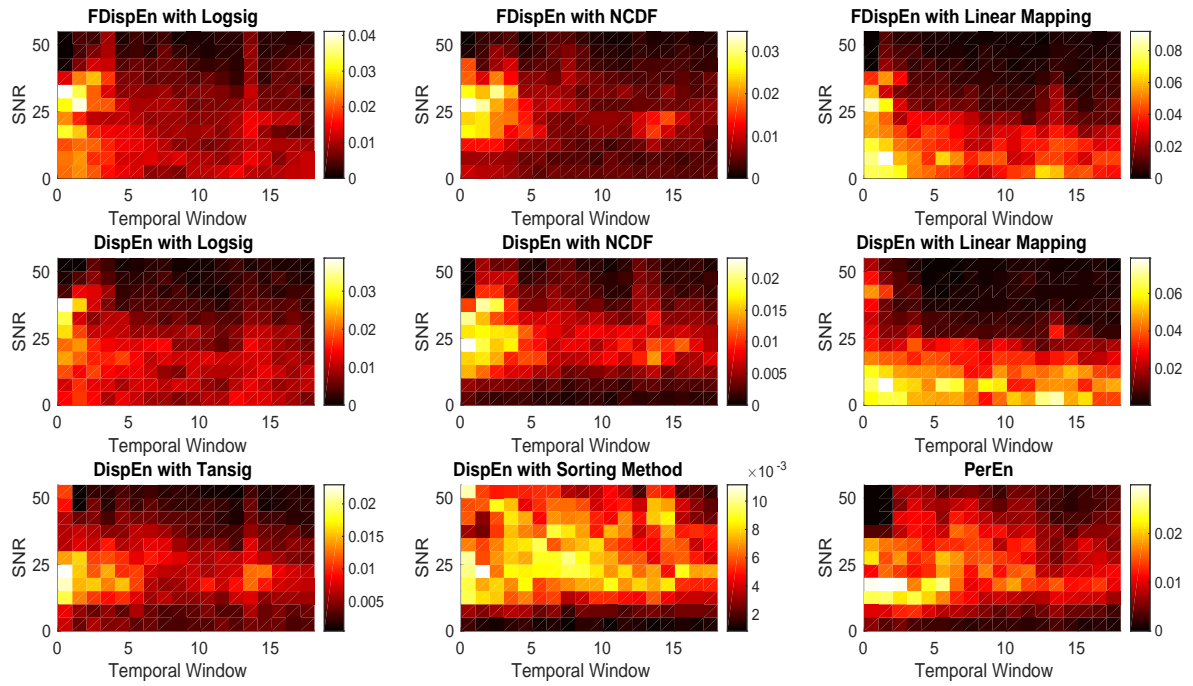 FDispEn with Logsig
FDispEn with NCDF
FDispEn with Linear Mapping
SNR
50
25
0
0 5 10 15
Temporal Window
0.04
0.03
0.02
0.01
0
SNR
50
25
0
0 5 10 15
Temporal Window
0.03
0.02
0.01
0
SNR
50
25
0
0 5 10 15
Temporal Window
0.08
0.06
0.04
0.02
0
DispEn with Logsig
DispEn with NCDF
DispEn with Linear Mapping
SNR
50
25
0
0 5 10 15
Temporal Window
0.03
0.02
0.01
0
SNR
50
25
0
0 5 10 15
Temporal Window
0.02
0.015
0.01
0.005
0
SNR
50
25
0
0 5 10 15
Temporal Window
0.06
0.04
0.02
DispEn with Tansig
DispEn with Sorting Method
PerEn
SNR
50
25
0
0 5 10 15
Temporal Window
0.02
0.015
0.01
0.005
SNR
50
25
0
0 5 10 15
Temporal Window
×10⁻³
10
8
6
4
2
SNR
50
25
0
0 5 10 15
Temporal Window
0.02
0.01
0